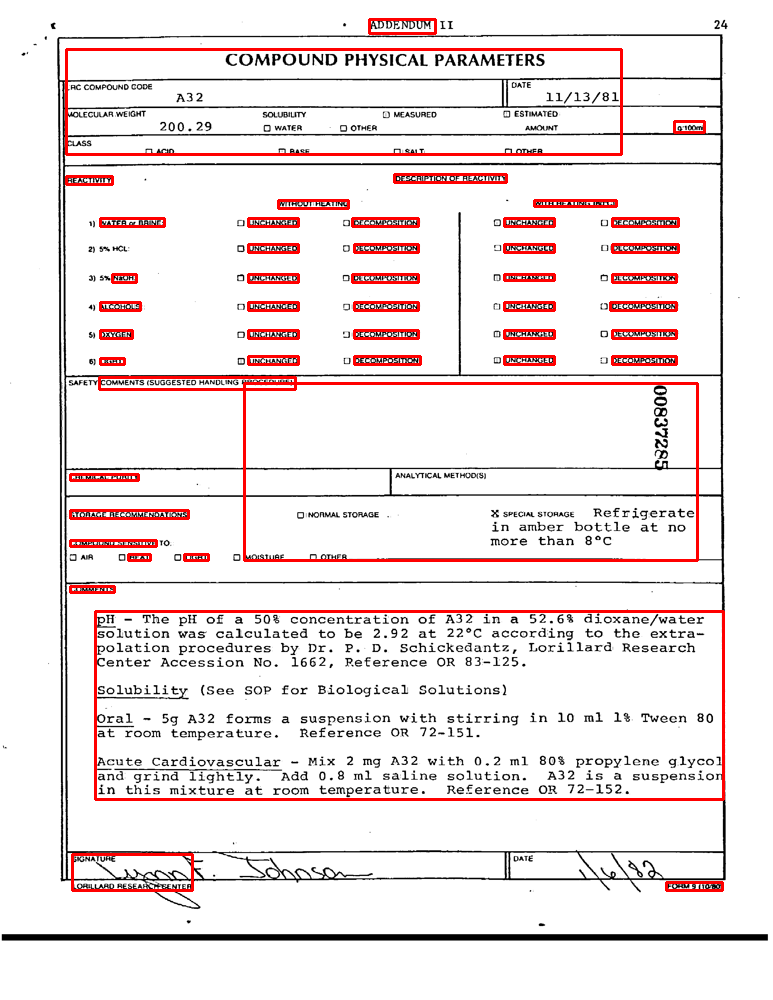 ADDENDUM II
24
COMPOUND PHYSICAL PARAMETERS
LRC COMPOUND CODE
A32
DATE
11/13/81
MOLECULAR WEIGHT
200.29
SOLUBILITY
☐ MEASURED
☐ ESTIMATED
☐ WATER ☐ OTHER
AMOUNT
g/100ml
CLASS
☐ ACID ☐ BASE ☐ SALT: ☐ OTHER
REACTIVITY
DESCRIPTION OF REACTIVITY
WITHOUT HEATING
1) WATER or BRINE: ☐ UNCHANGED ☐ DECOMPOSITION ☐ UNCHANGED ☐ DECOMPOSITION
2) 5% HCL: ☐ UNCHANGED ☐ DECOMPOSITION ☐ UNCHANGED ☐ DECOMPOSITION
3) 5% NaOH: ☐ UNCHANGED ☐ DECOMPOSITION ☐ UNCHANGED ☐ DECOMPOSITION
4) ALCOHOLS ☐ UNCHANGED ☐ DECOMPOSITION ☐ UNCHANGED ☐ DECOMPOSITION
5) OXYGEN ☐ UNCHANGED ☐ DECOMPOSITION ☐ UNCHANGED ☐ DECOMPOSITION
6) LIGHT ☐ UNCHANGED ☐ DECOMPOSITION ☐ UNCHANGED ☐ DECOMPOSITION
SAFETY COMMENTS (SUGGESTED HANDLING PROCEDURE)
00837285
CHEMICAL PURITY
ANALYTICAL METHOD(S)
STORAGE RECOMMENDATIONS
☐ NORMAL STORAGE
X SPECIAL STORAGE Refrigerate
in amber bottle at no
more than 8°C
COMPOUND SENSITIVE TO:
☐ AIR ☐ HEAT ☐ LIGHT ☐ MOISTURE ☐ OTHER
COMMENTS
pH - The pH of a 50% concentration of A32 in a 52.6% dioxane/water
solution was calculated to be 2.92 at 22°C according to the extra-
polation procedures by Dr. P. D. Schickedantz, Lorillard Research
Center Accession No. 1662, Reference OR 83-125.
Solubility (See SOP for Biological Solutions)
Oral - 5g A32 forms a suspension with stirring in 10 ml 1% Tween 80
at room temperature. Reference OR 72-151.
Acute Cardiovascular - Mix 2 mg A32 with 0.2 ml 80% propylene glycol
and grind lightly. Add 0.8 ml saline solution. A32 is a suspension
in this mixture at room temperature. Reference OR 72-152.
SIGNATURE
F. Johnson
DATE
1/6/82
LORILLARD RESEARCH CENTER
FORM 9 (10/80)